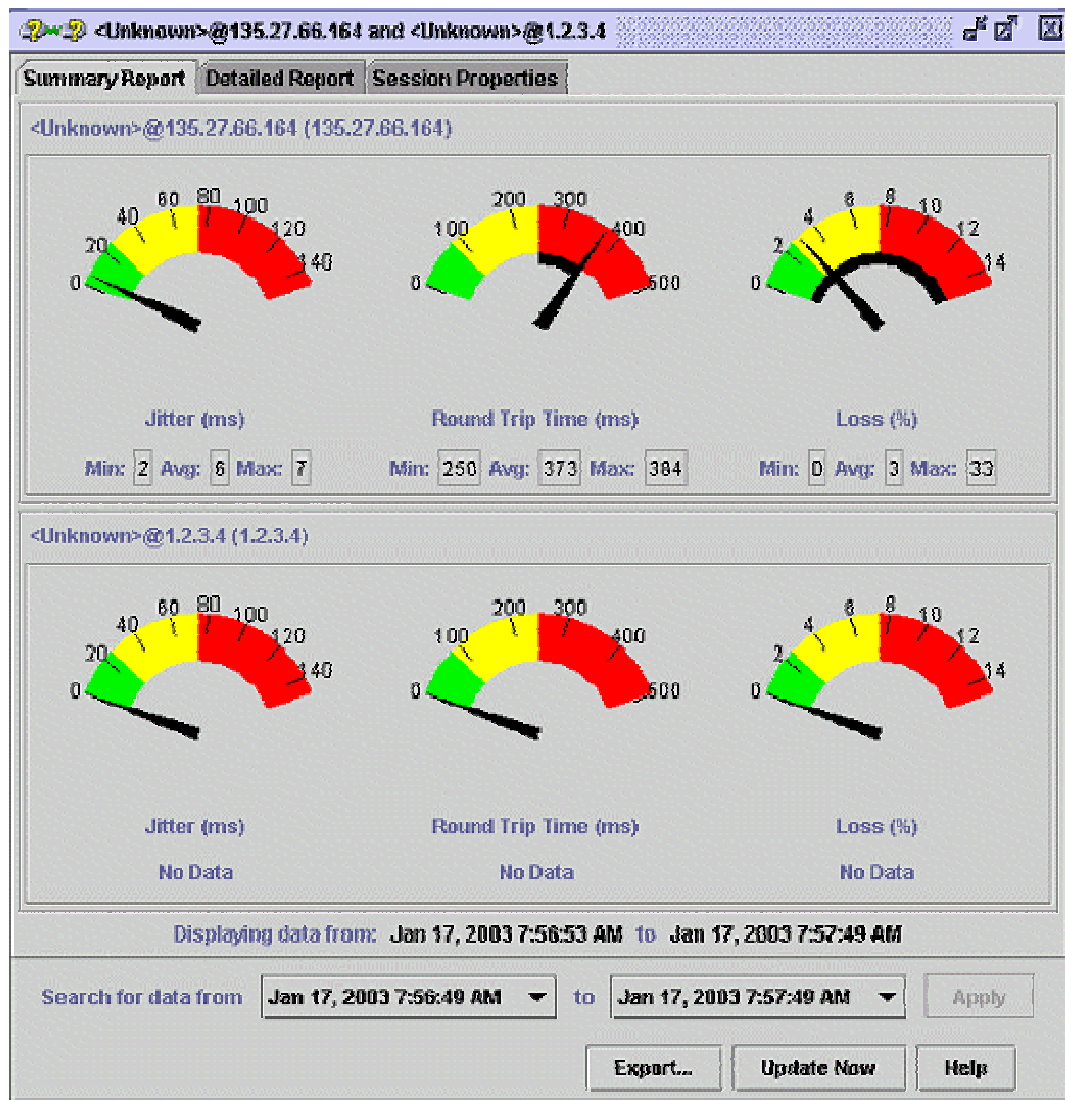 <Unknown>@135.27.66.164 and <Unknown>@1.2.3.4
Summary Report Detailed Report Session Properties
<Unknown>@135.27.66.164 (135.27.66.164)
0 20 40 60 80 100 120 140
0 100 200 300 400 500
0 2 4 6 8 10 12 14
Jitter (ms) Round Trip Time (ms) Loss (%)
Min: 2 Avg: 6 Max: 7 Min: 250 Avg: 373 Max: 384 Min: 0 Avg: 3 Max: 33
<Unknown>@1.2.3.4 (1.2.3.4)
0 20 40 60 80 100 120 140
0 100 200 300 400 500
0 2 4 6 8 10 12 14
Jitter (ms) Round Trip Time (ms) Loss (%)
No Data No Data No Data
Displaying data from: Jan 17, 2003 7:56:53 AM to Jan 17, 2003 7:57:49 AM
Search for data from Jan 17, 2003 7:56:49 AM to Jan 17, 2003 7:57:49 AM Apply
Export... Update Now Help